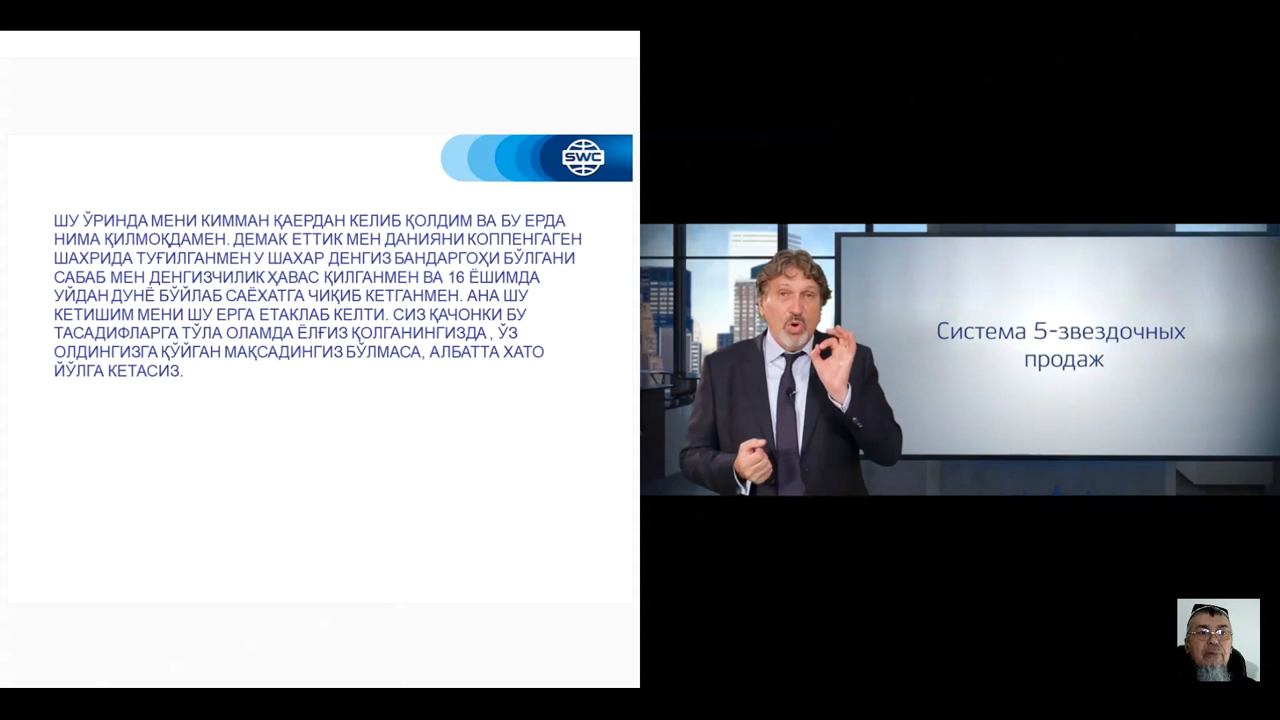 SWC
ШУ ЎРИНДА МЕНИ КИММАН ҚАЕРДАН КЕЛИБ ҚОЛДИМ ВА БУ ЕРДА
НИМА ҚИЛМОҚДАМЕН. ДЕМАК ЕТТИК МЕН ДАНИЯНИ КОППЕНГАГЕН
ШАХРИДА ТУҒИЛГАНМЕН У ШАХАР ДЕНГИЗ БАНДАРГОҲИ БЎЛГАНИ
САБАБ МЕН ДЕНГИЗЧИЛИК ҲАВАС ҚИЛГАНМЕН ВА 16 ЁШИМДА
УЙДАН ДУНЁ БЎЙЛАБ САЁХАТГА ЧИҚИБ КЕТГАНМЕН. АНА ШУ
КЕТИШИМ МЕНИ ШУ ЕРГА ЕТАКЛАБ КЕЛТИ. СИЗ ҚАЧОНКИ БУ
ТАСАДИФЛАРГА ТЎЛА ОЛАМДА ЁЛҒИЗ ҚОЛГАНИНГИЗДА , ЎЗ
ОЛДИНГИЗГА ҚЎЙГАН МАҚСАДИНГИЗ БЎЛМАСА, АЛБАТТА ХАТО
ЙЎЛГА КЕТАСИЗ.
Система 5-звездочных
продаж